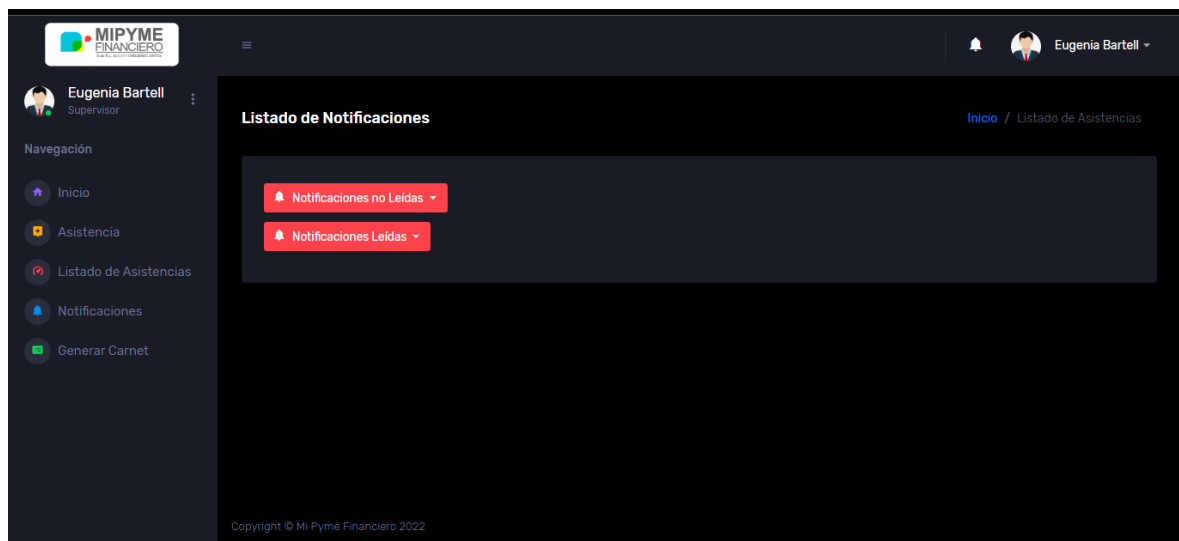 MIPYME
FINANCIERO
Eugenia Bartell
Eugenia Bartell
Supervisor
Listado de Notificaciones
Inicio / Listado de Asistencias
Navegación
Inicio
Asistencia
Listado de Asistencias
Notificaciones
Generar Carnet
Notificaciones no Leídas
Notificaciones Leídas
Copyright © Mi Pyme Financiero 2022